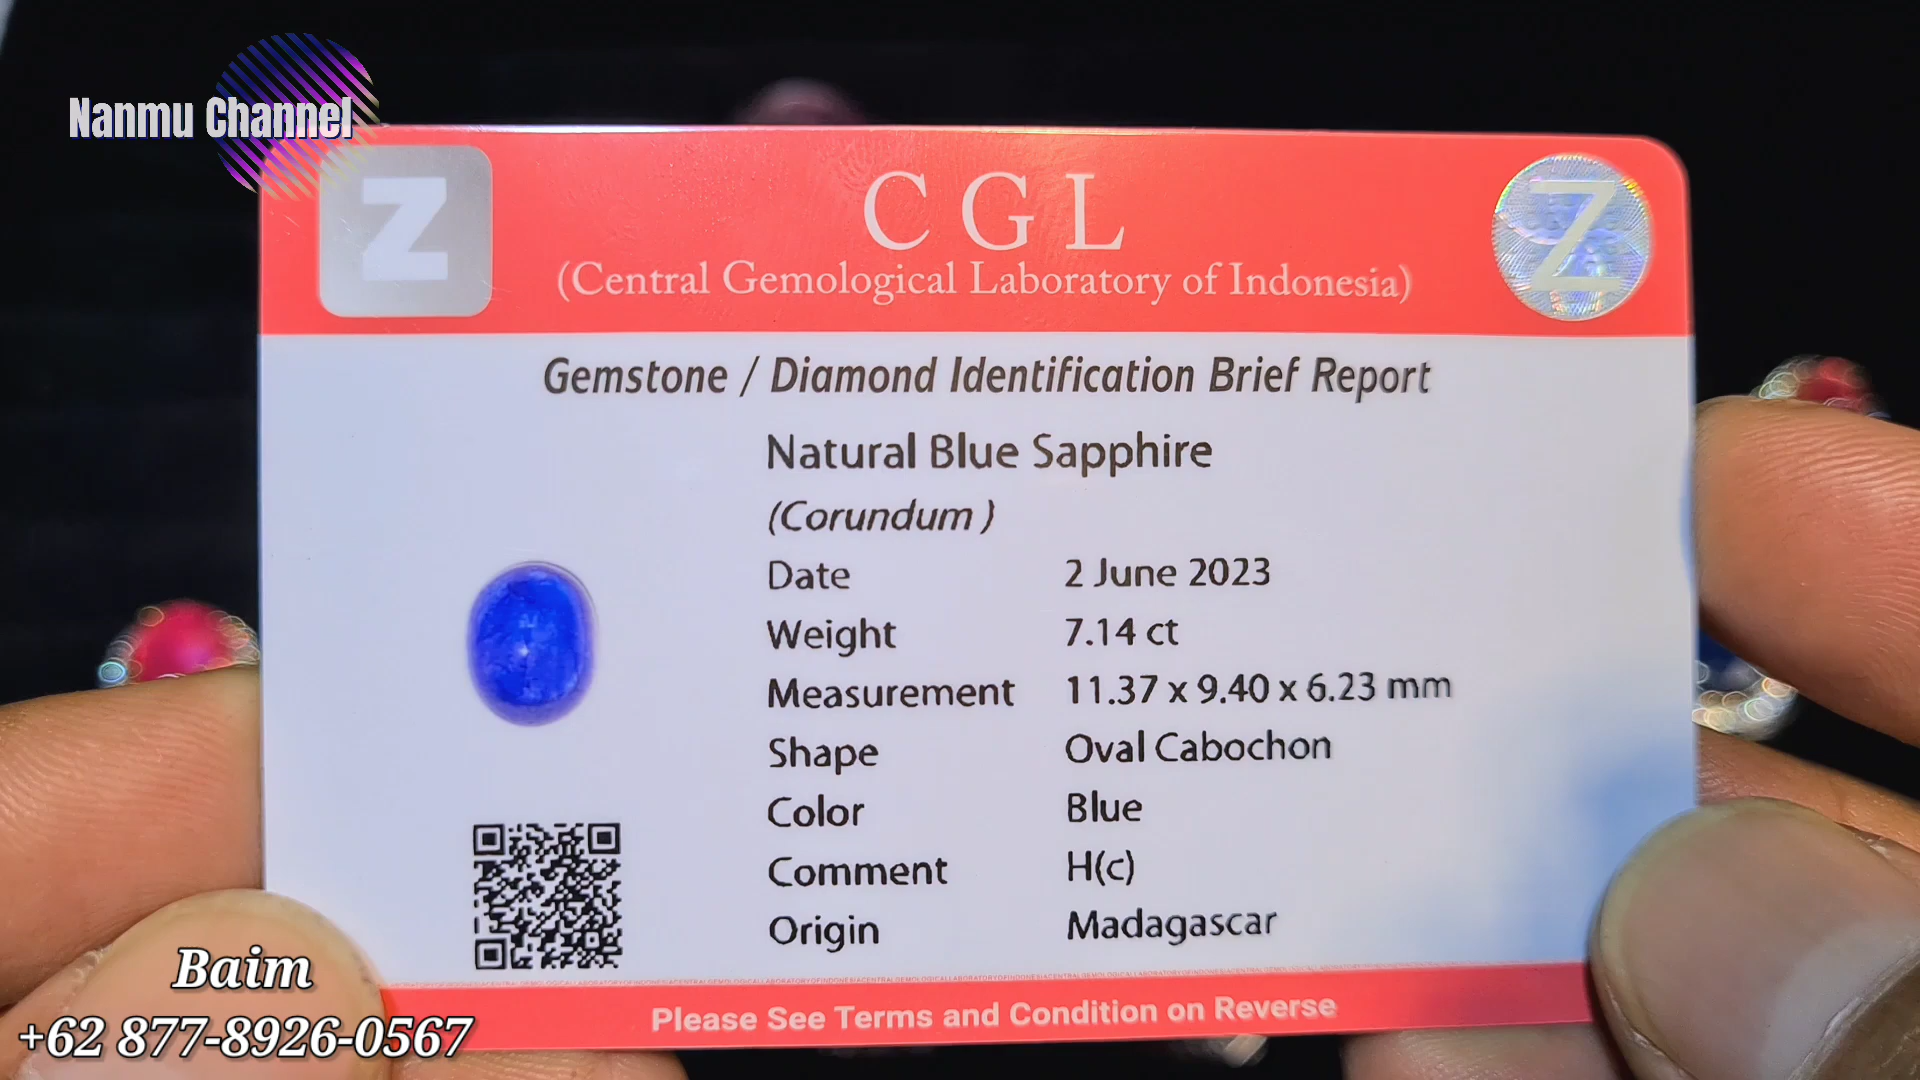 Nanmu Channel
Z
C G L
Z
(Central Gemological Laboratory of Indonesia)
Gemstone / Diamond Identification Brief Report
Natural Blue Sapphire
(Corundum )
Date 2 June 2023
Weight 7.14 ct
Measurement 11.37 x 9.40 x 6.23 mm
Shape Oval Cabochon
Color Blue
Comment H(c)
Origin Madagascar
Please See Terms and Condition on Reverse
Baim
+62 877-8926-0567